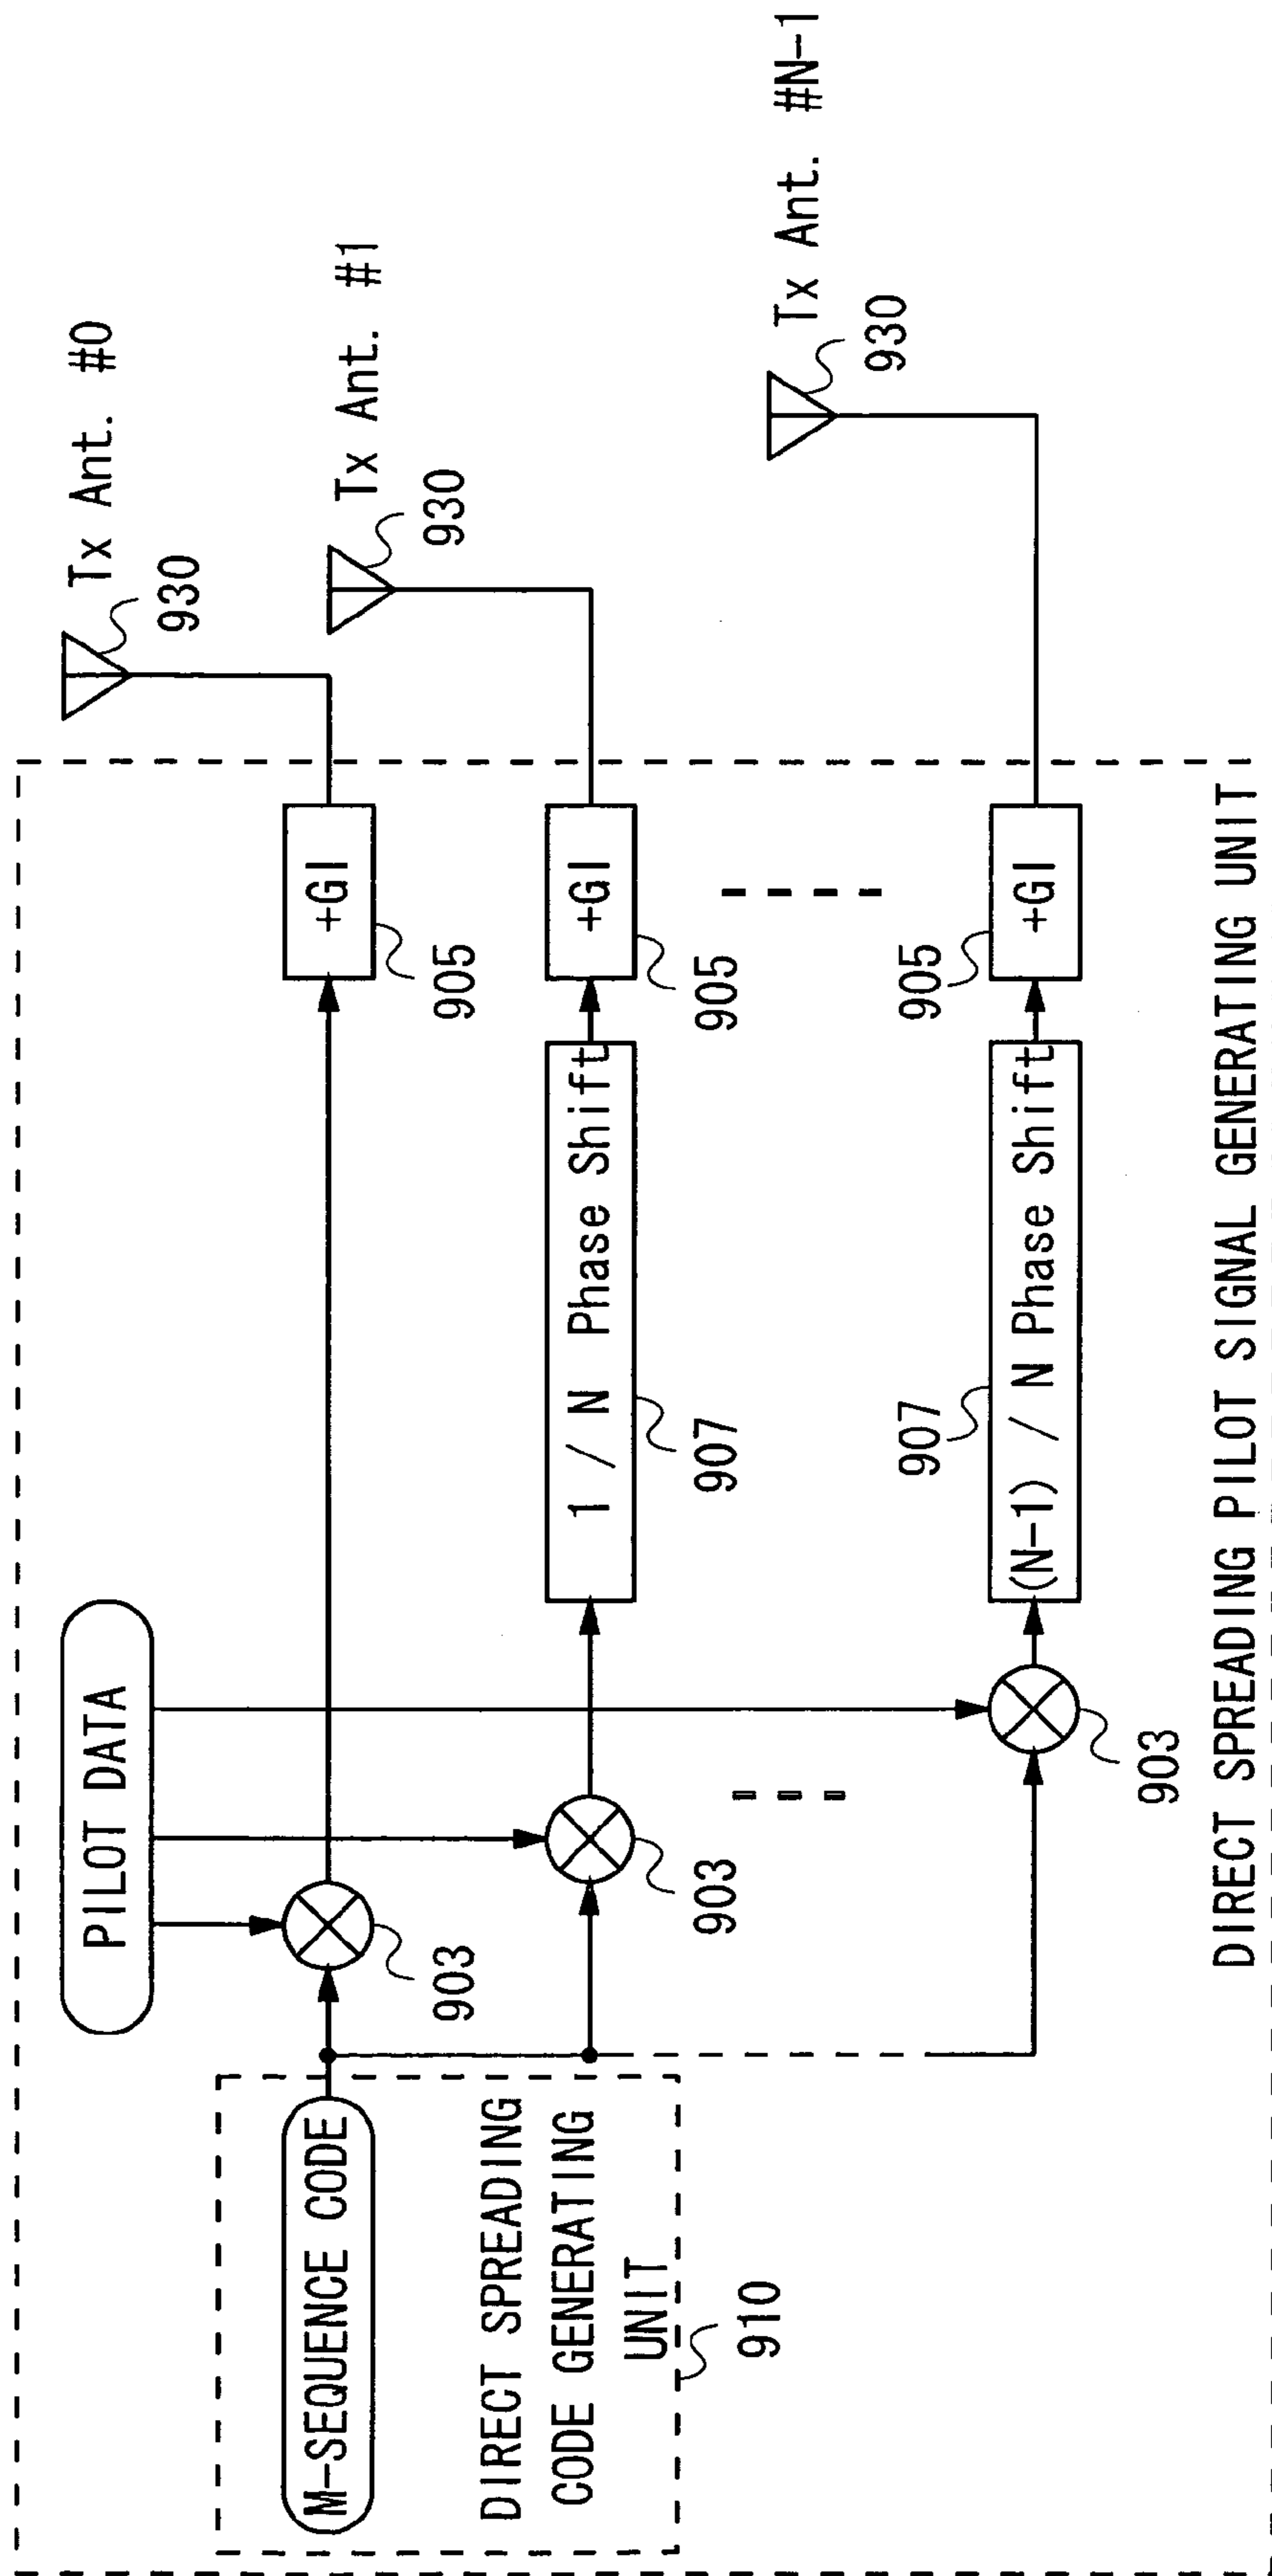 PILOT DATA
Tx Ant. #0
930
M-SEQUENCE CODE
903
+GI
905
Tx Ant. #1
930
DIRECT SPREADING
CODE GENERATING
UNIT
910
903
1 / N Phase Shift
907
+GI
905
Tx Ant. #N-1
930
903
(N-1) / N Phase Shift
907
+GI
905
DIRECT SPREADING PILOT SIGNAL GENERATING UNIT